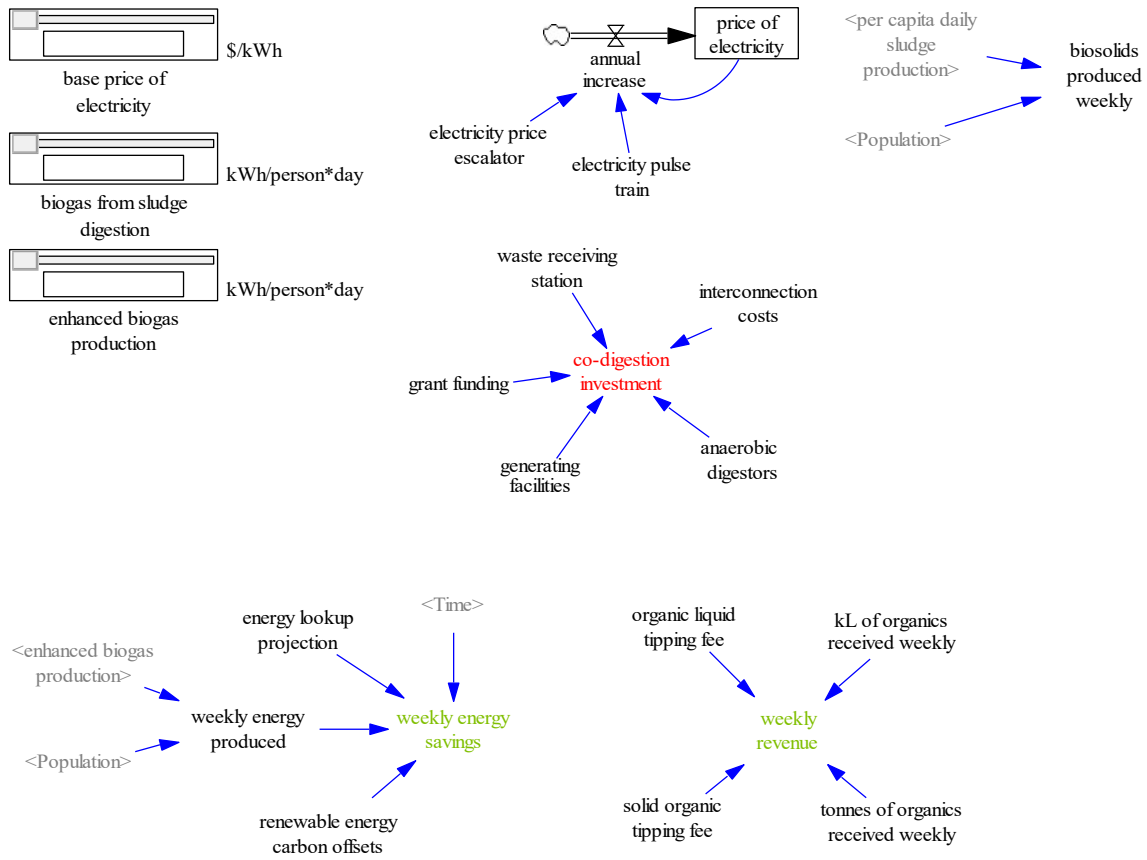 $/kWh
base price of
electricity
kWh/person*day
biogas from sludge
digestion
kWh/person*day
enhanced biogas
production
price of
electricity
annual
increase
electricity price
escalator
electricity pulse
train
<per capita daily
sludge
production>
biosolids
produced
weekly
<Population>
waste receiving
station
interconnection
costs
co-digestion
investment
grant funding
generating
facilities
anaerobic
digestors
<Time>
energy lookup
projection
<enhanced biogas
production>
weekly energy
produced
weekly energy
savings
<Population>
renewable energy
carbon offsets
organic liquid
tipping fee
kL of organics
received weekly
weekly
revenue
solid organic
tipping fee
tonnes of organics
received weekly